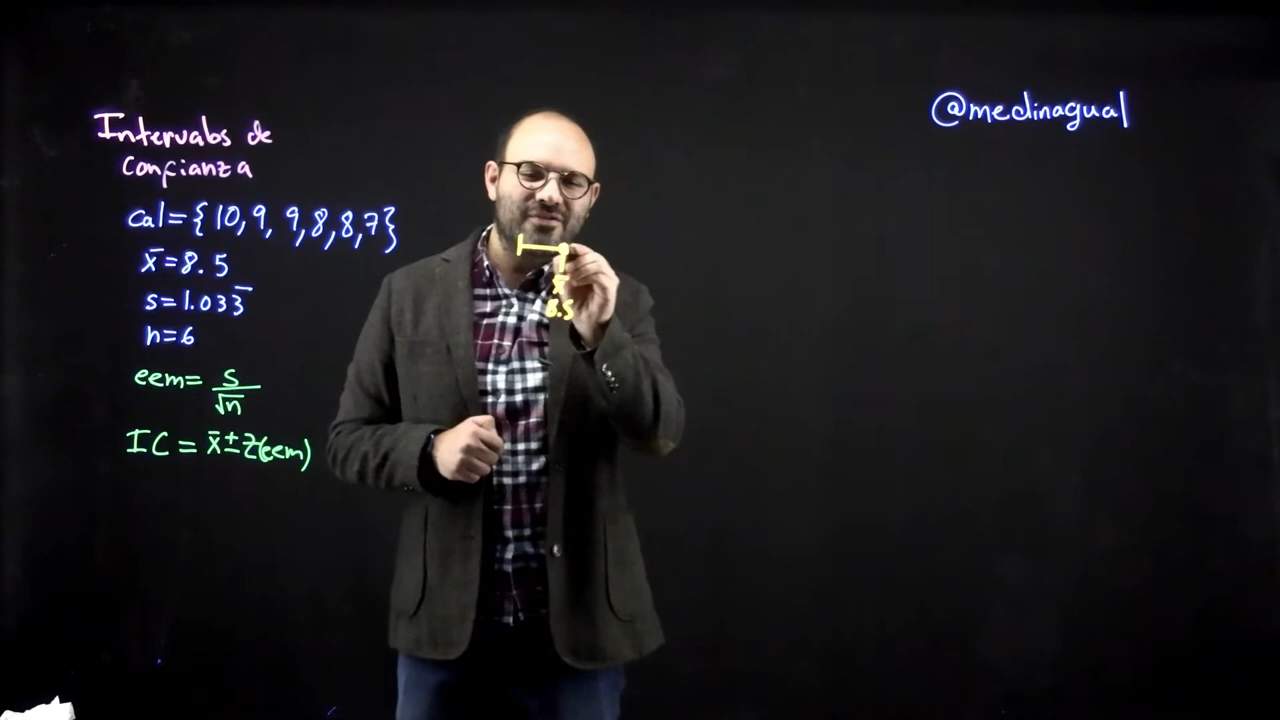 Intervalos de
confianza
cal={10,9, 9,8,8,7}
x̄=8.5
s=1.033̅
n=6
eem= s/√n
IC = x̄±z(eem)
x̄
8.5
@medinagual